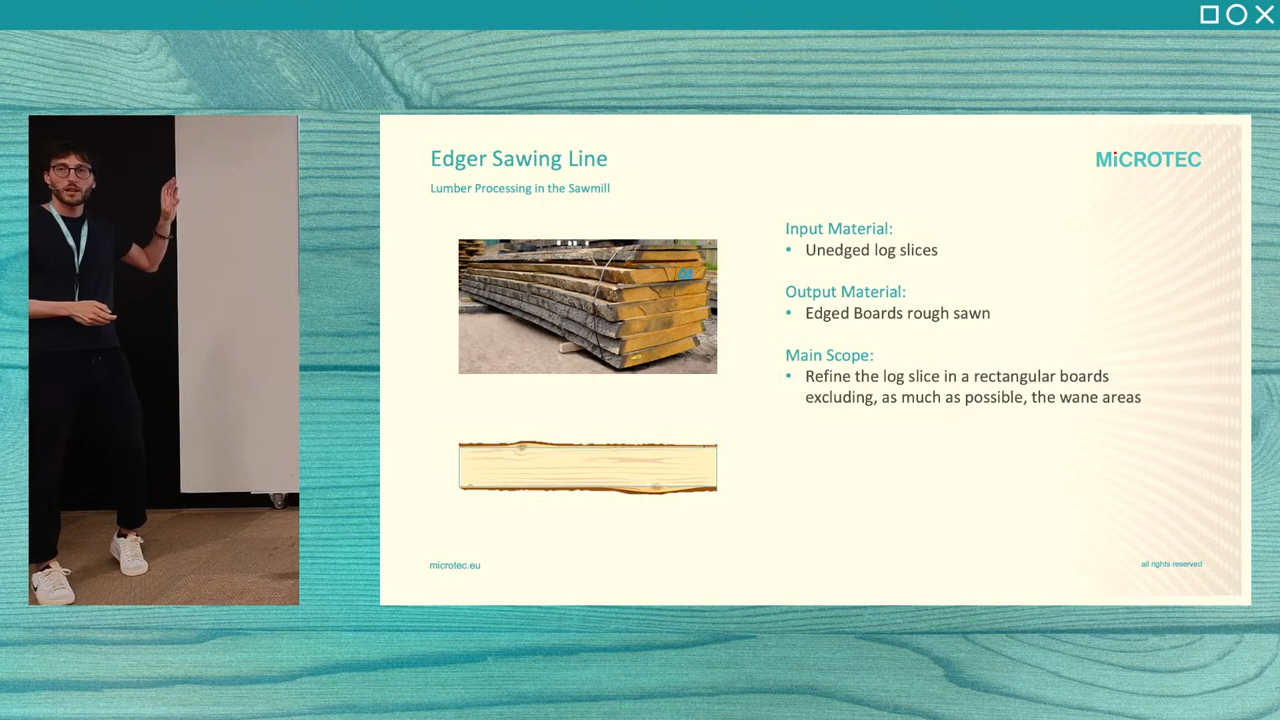 Edger Sawing Line
MiCROTEC
Lumber Processing in the Sawmill
Input Material:
• Unedged log slices
Output Material:
• Edged Boards rough sawn
Main Scope:
• Refine the log slice in a rectangular boards
excluding, as much as possible, the wane areas
microtec.eu
all rights reserved